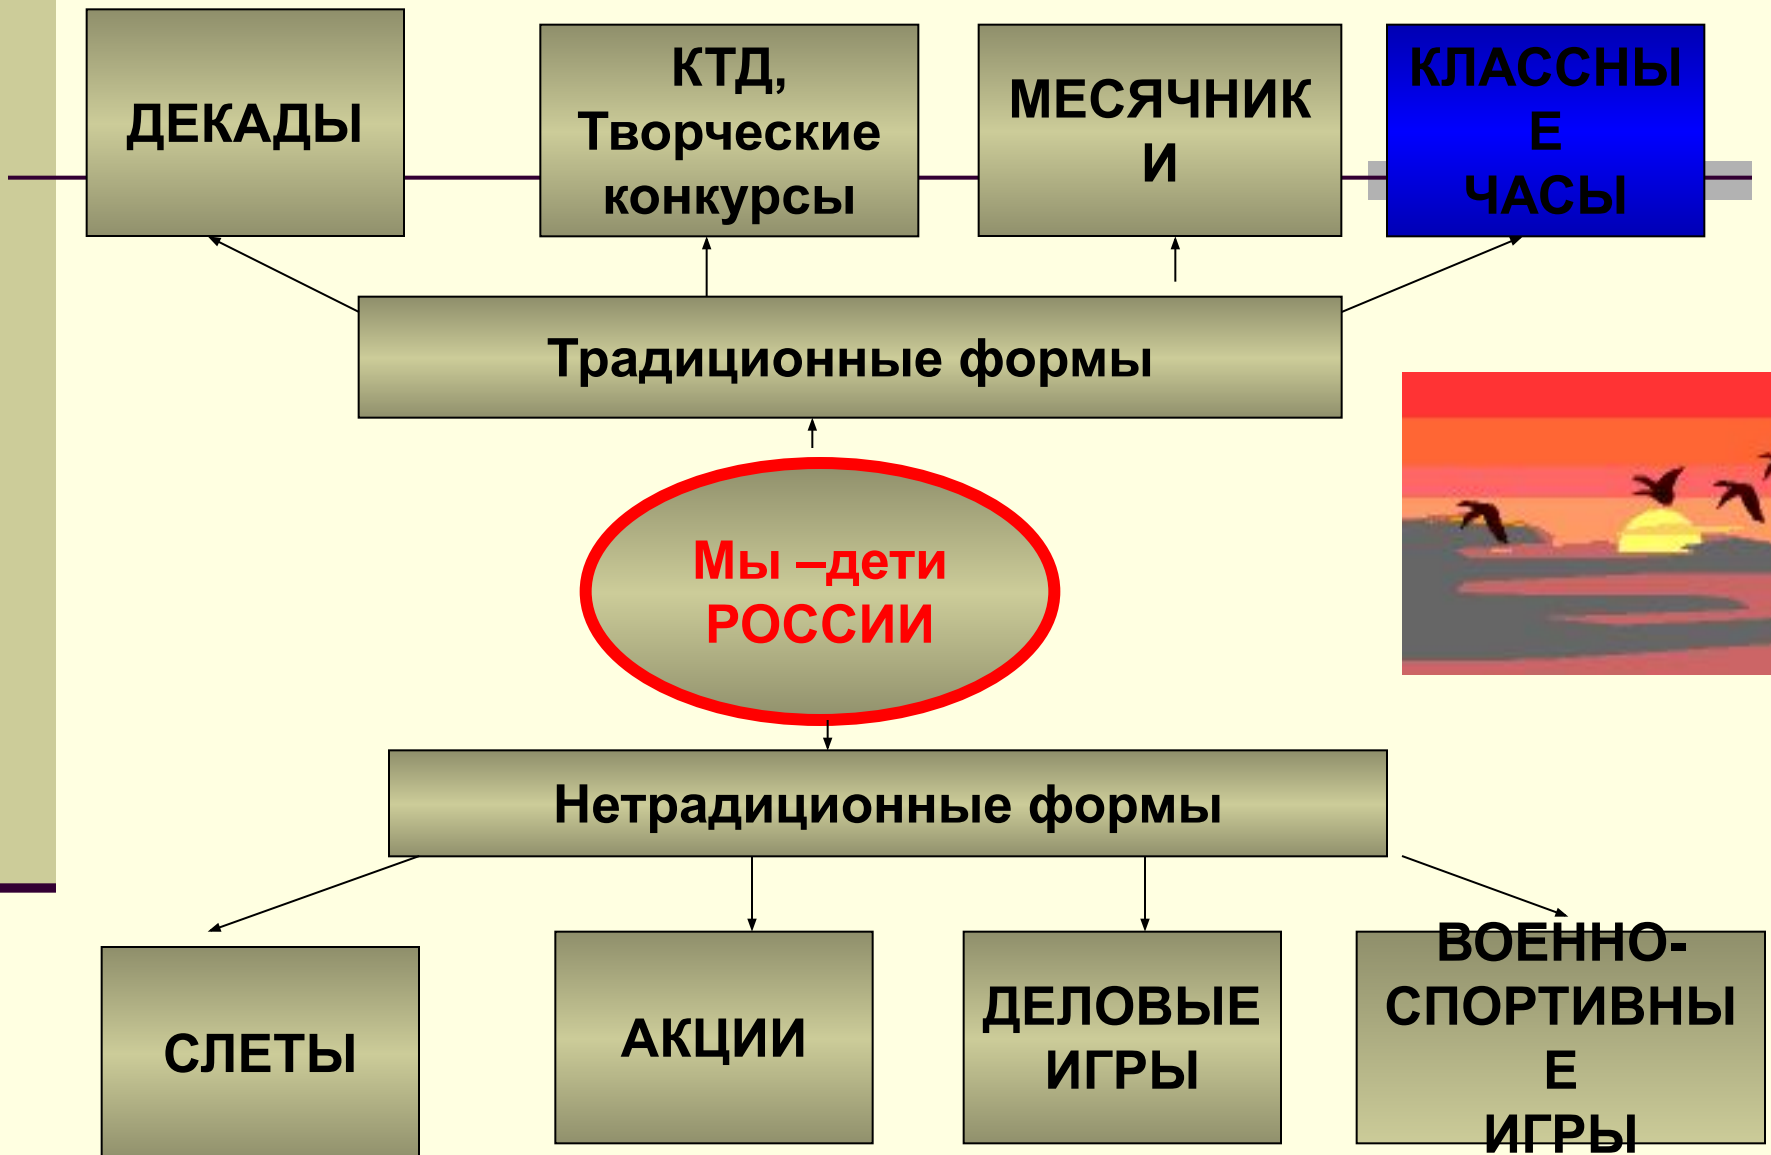 ДЕКАДЫ
КТД,
Творческие
конкурсы
МЕСЯЧНИК
И
КЛАССНЫ
Е
ЧАСЫ
Традиционные формы
Мы –дети
РОССИИ
Нетрадиционные формы
СЛЕТЫ
АКЦИИ
ДЕЛОВЫЕ
ИГРЫ
ВОЕННО-
СПОРТИВНЫ
Е
ИГРЫ